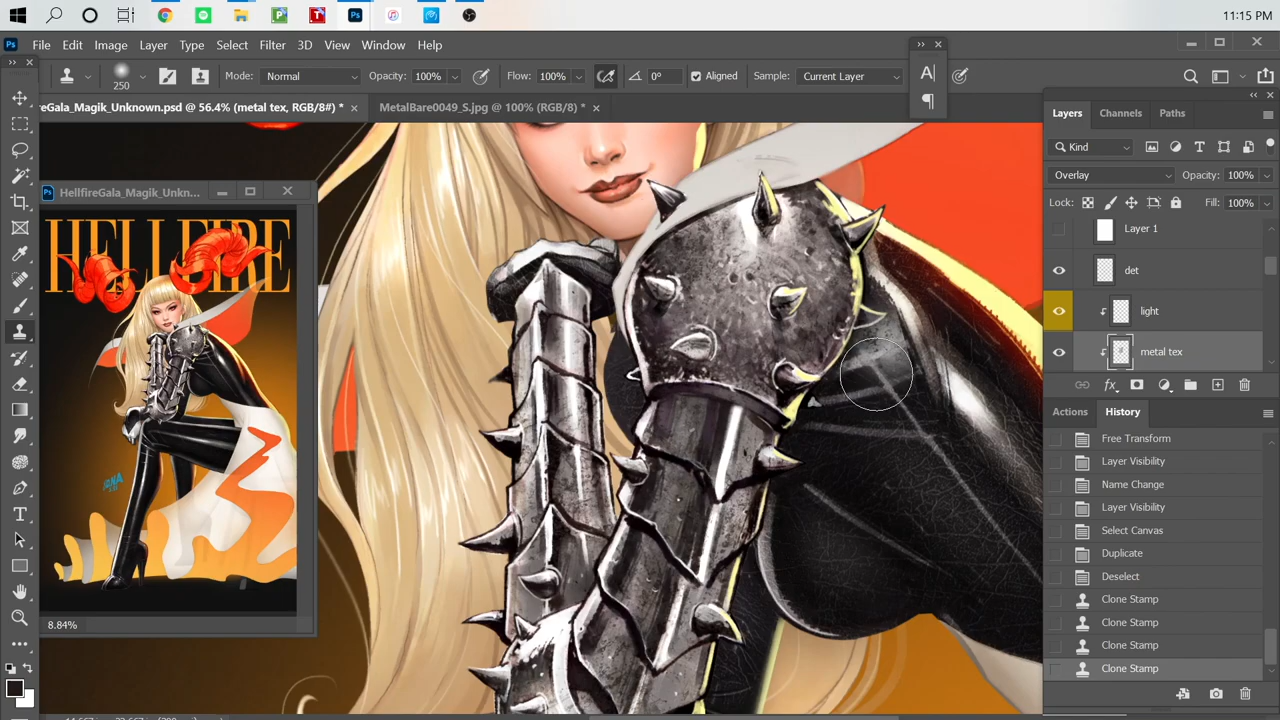 11:15 PM
Ps File Edit Image Layer Type Select Filter 3D View Window Help
250 Mode: Normal Opacity: 100% Flow: 100% 0° Aligned Sample: Current Layer
reGala_Magik_Unknown.psd @ 56.4% (metal tex, RGB/8#) * × MetalBare0049_S.jpg @ 100% (RGB/8) * ×
Ps HellfireGala_Magik_Unkn...
HELLFIRE
8.84%
Layers Channels Paths
Kind
Overlay Opacity: 100%
Lock: Fill: 100%
Layer 1
det
light
metal tex
fx
Actions History
Free Transform
Layer Visibility
Name Change
Layer Visibility
Select Canvas
Duplicate
Deselect
Clone Stamp
Clone Stamp
Clone Stamp
Clone Stamp